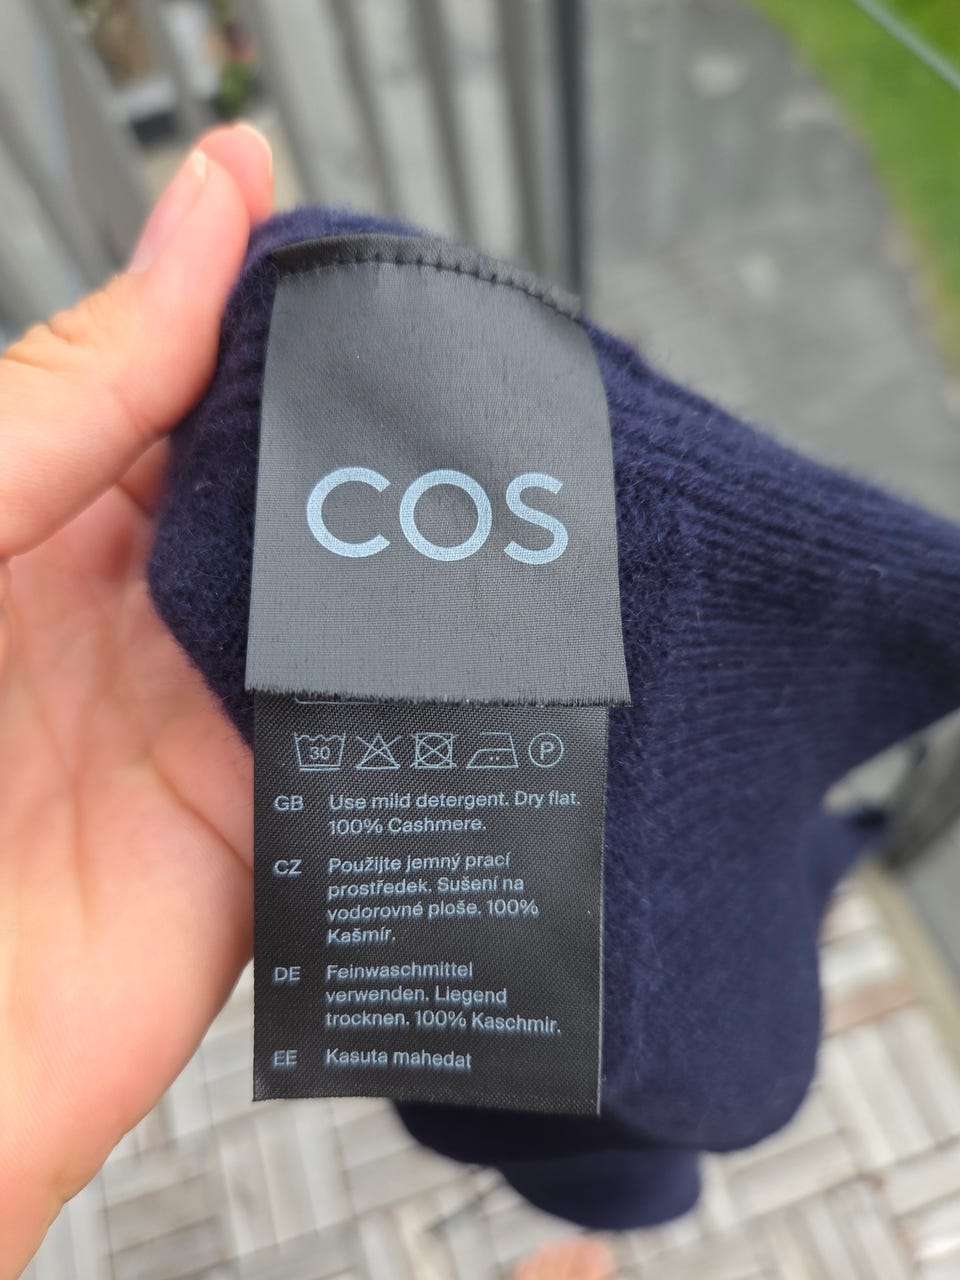 COS
30 P
GB Use mild detergent. Dry flat.
100% Cashmere.
CZ Použijte jemný prací
prostředek. Sušení na
vodorovné ploše. 100%
Kašmír.
DE Feinwaschmittel
verwenden. Liegend
trocknen. 100% Kaschmir.
EE Kasuta mahedat